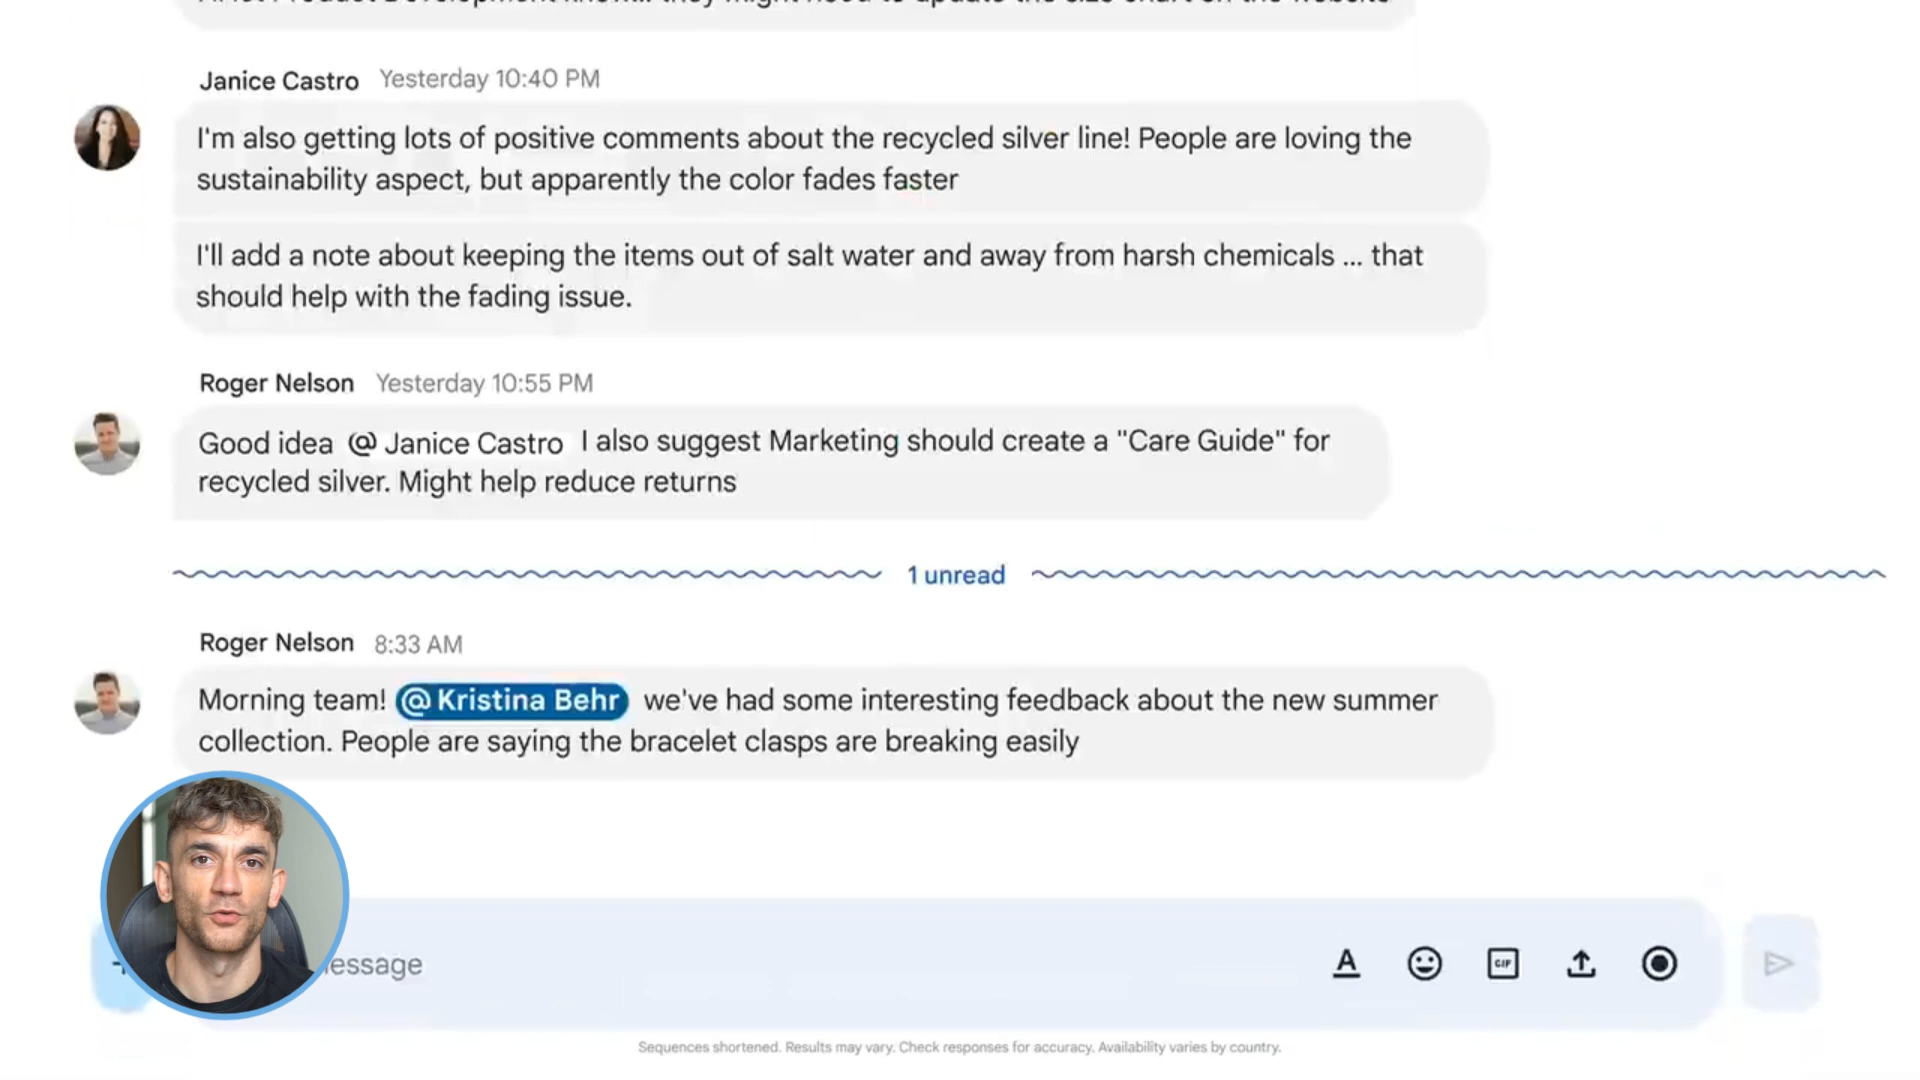 Janice Castro Yesterday 10:40 PM
I'm also getting lots of positive comments about the recycled silver line! People are loving the
sustainability aspect, but apparently the color fades faster
I'll add a note about keeping the items out of salt water and away from harsh chemicals ... that
should help with the fading issue.
Roger Nelson Yesterday 10:55 PM
Good idea @ Janice Castro I also suggest Marketing should create a "Care Guide" for
recycled silver. Might help reduce returns
1 unread
Roger Nelson 8:33 AM
Morning team! @ Kristina Behr we've had some interesting feedback about the new summer
collection. People are saying the bracelet clasps are breaking easily
essage
A
GIF
Sequences shortened. Results may vary. Check responses for accuracy. Availability varies by country.